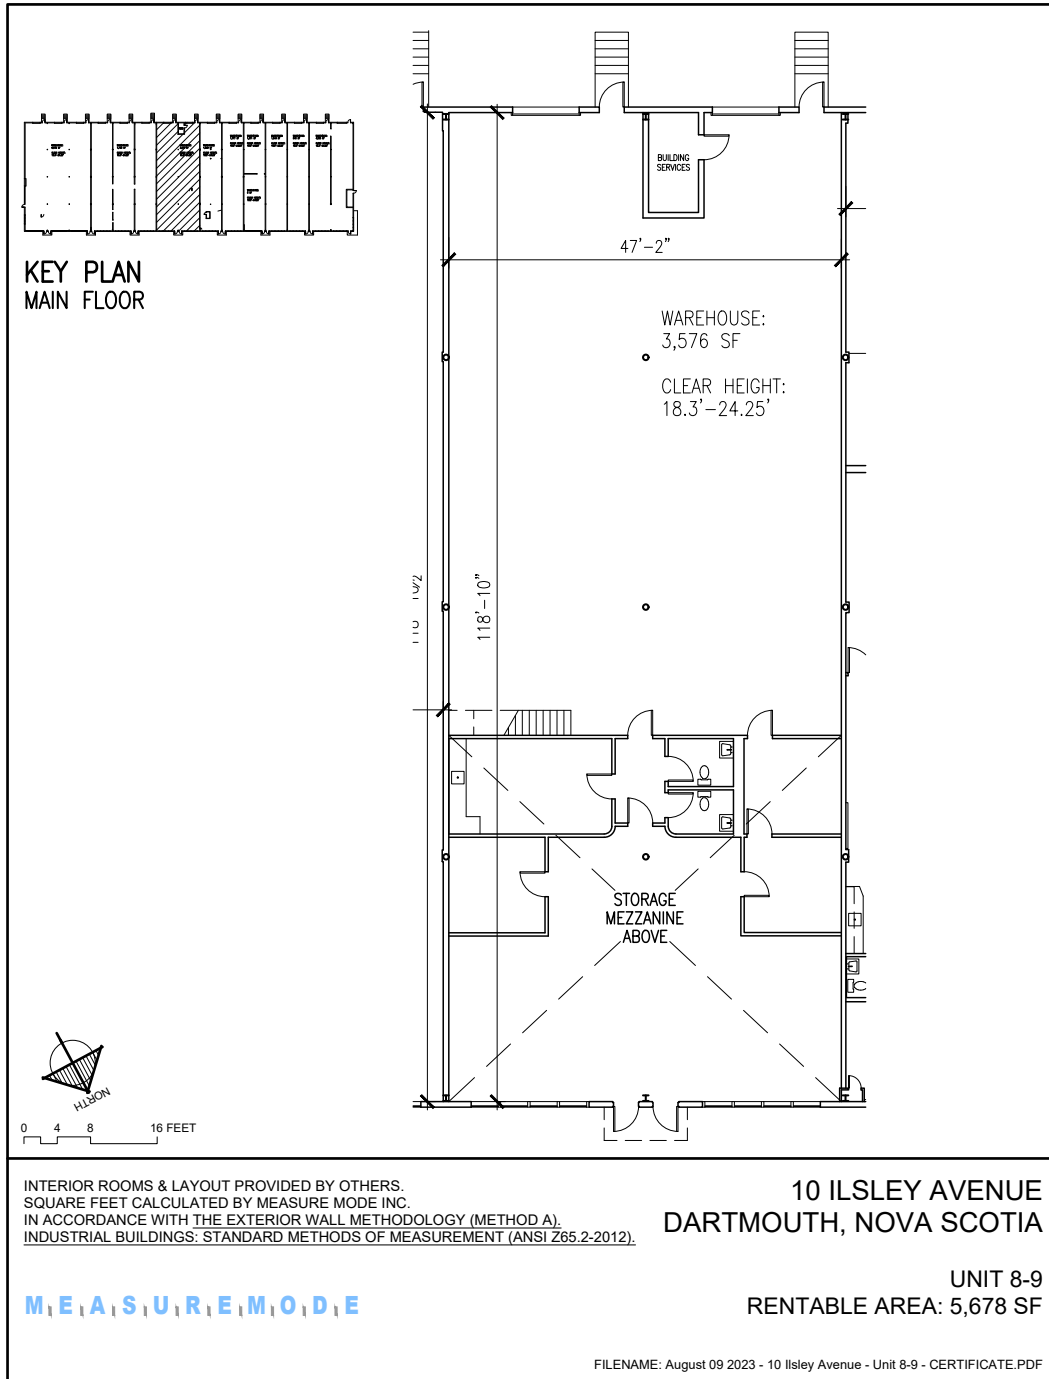 BUILDING
SERVICES
47'-2"
KEY PLAN
MAIN FLOOR
WAREHOUSE:
3,576 SF
CLEAR HEIGHT:
18.3'-24.25'
118'-10"
STORAGE
MEZZANINE
ABOVE
NORTH
0 4 8 16 FEET
INTERIOR ROOMS & LAYOUT PROVIDED BY OTHERS.
SQUARE FEET CALCULATED BY MEASURE MODE INC.
IN ACCORDANCE WITH THE EXTERIOR WALL METHODOLOGY (METHOD A).
INDUSTRIAL BUILDINGS: STANDARD METHODS OF MEASUREMENT (ANSI Z65.2-2012).
10 ILSLEY AVENUE
DARTMOUTH, NOVA SCOTIA
UNIT 8-9
RENTABLE AREA: 5,678 SF
MEASUREMODE
FILENAME: August 09 2023 - 10 Ilsley Avenue - Unit 8-9 - CERTIFICATE.PDF